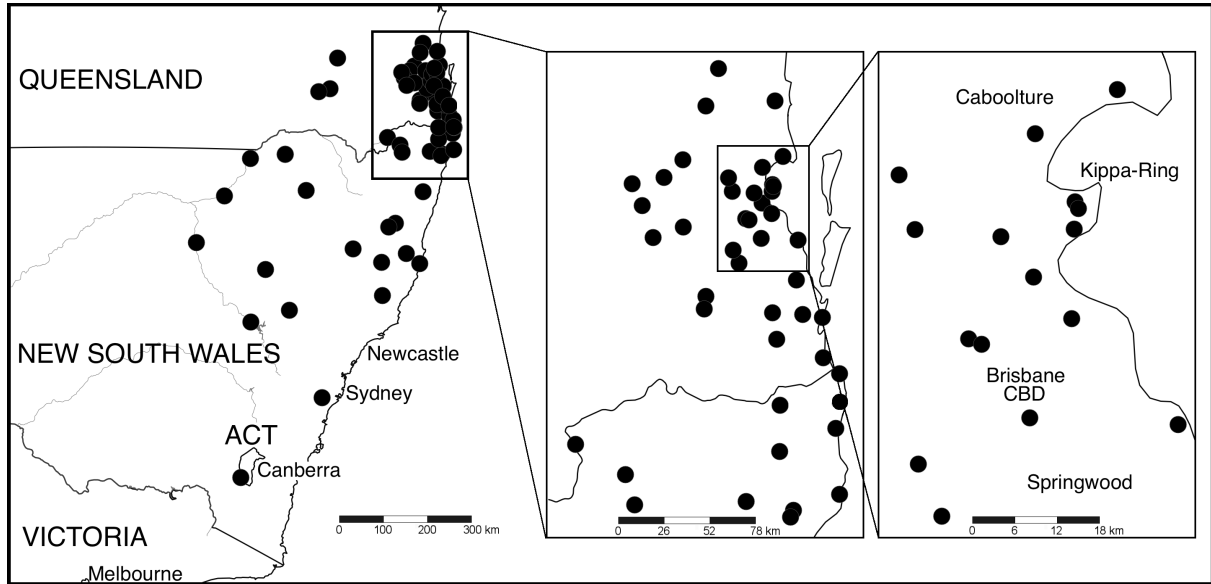 QUEENSLAND
NEW SOUTH WALES
Newcastle
Sydney
ACT
Canberra
VICTORIA
Melbourne
0 100 200 300 km
0 26 52 78 km
Caboolture
Kippa-Ring
Brisbane
CBD
Springwood
0 6 12 18 km